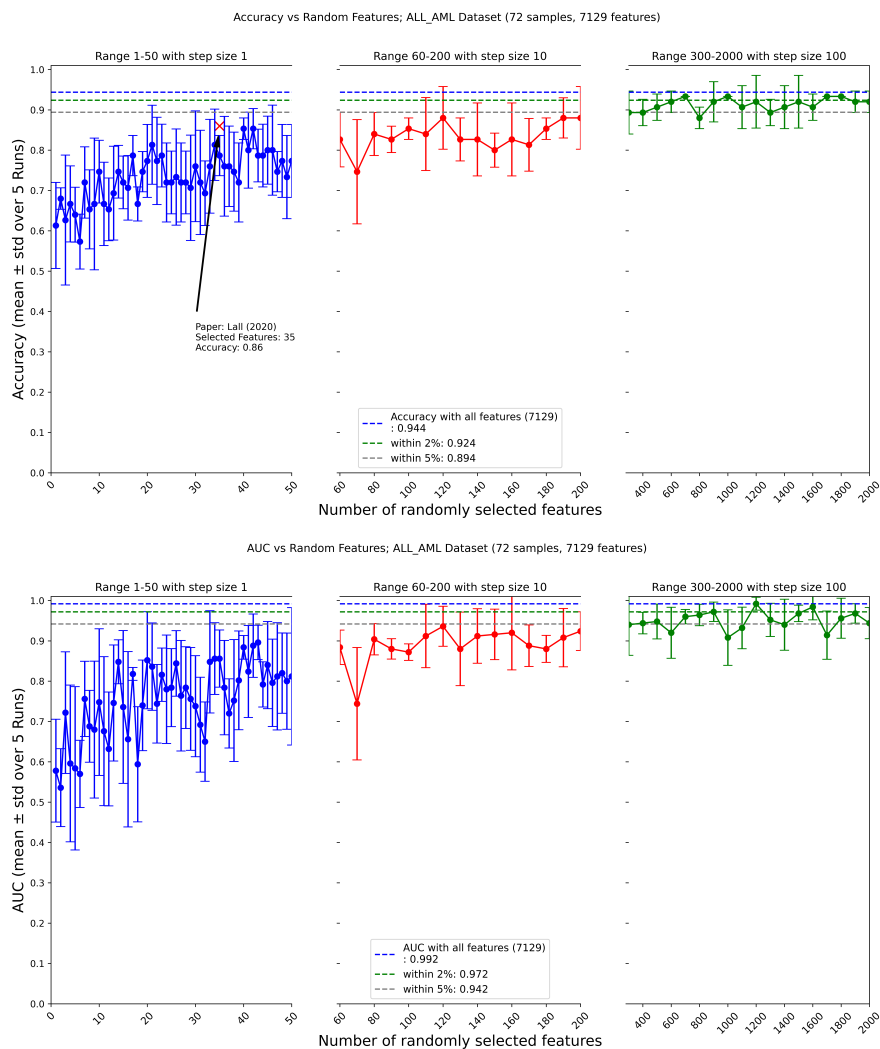 Accuracy vs Random Features; ALL_AML Dataset (72 samples, 7129 features)
Range 1-50 with step size 1
Range 60-200 with step size 10
Range 300-2000 with step size 100
Accuracy (mean ± std over 5 Runs)
1.0
0.9
0.8
0.7
0.6
0.5
0.4
0.3
0.2
0.1
0.0
Paper: Lall (2020)
Selected Features: 35
Accuracy: 0.86
Accuracy with all features (7129)
: 0.944
within 2%: 0.924
within 5%: 0.894
0 10 20 30 40 50
60 80 100 120 140 160 180 200
400 600 800 1000 1200 1400 1600 1800 2000
Number of randomly selected features
AUC vs Random Features; ALL_AML Dataset (72 samples, 7129 features)
Range 1-50 with step size 1
Range 60-200 with step size 10
Range 300-2000 with step size 100
AUC (mean ± std over 5 Runs)
1.0
0.9
0.8
0.7
0.6
0.5
0.4
0.3
0.2
0.1
0.0
AUC with all features (7129)
: 0.992
within 2%: 0.972
within 5%: 0.942
0 10 20 30 40 50
60 80 100 120 140 160 180 200
400 600 800 1000 1200 1400 1600 1800 2000
Number of randomly selected features